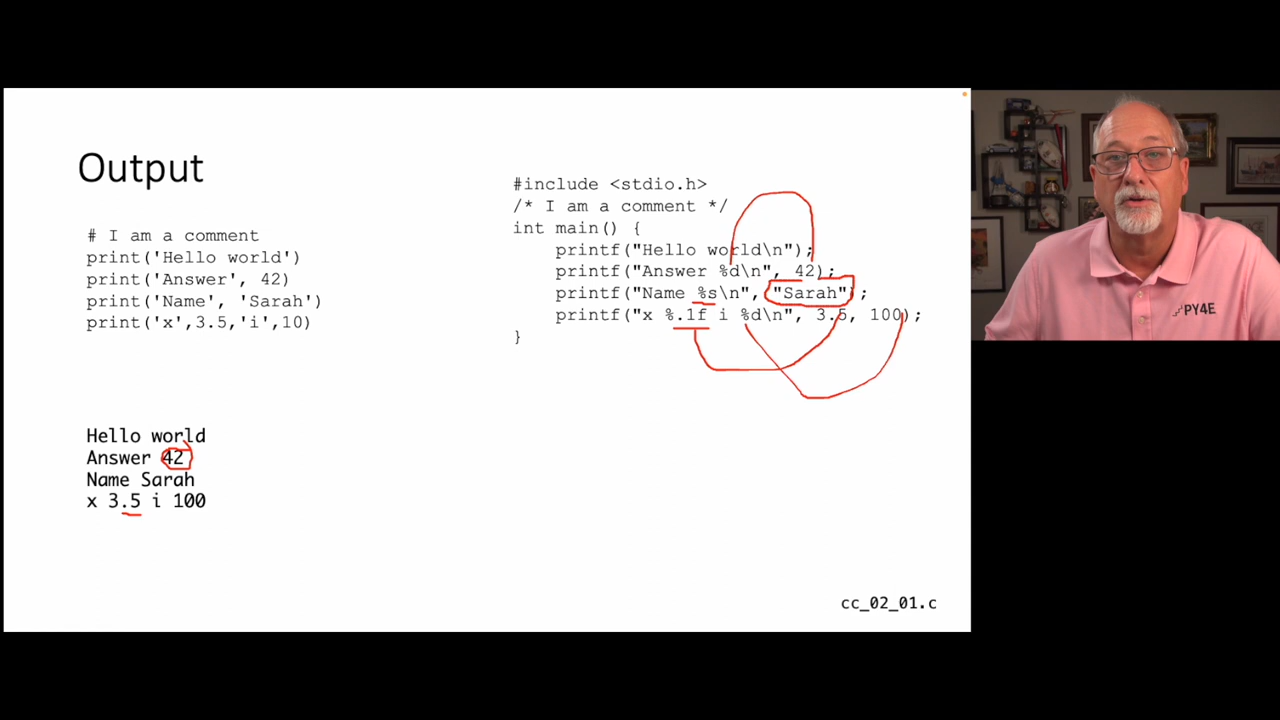 Output
# I am a comment
print('Hello world')
print('Answer', 42)
print('Name', 'Sarah')
print('x',3.5,'i',10)
Hello world
Answer 42
Name Sarah
x 3.5 i 100
#include <stdio.h>
/* I am a comment */
int main() {
    printf("Hello world\n");
    printf("Answer %d\n", 42);
    printf("Name %s\n", "Sarah");
    printf("x %.1f i %d\n", 3.5, 100);
}
cc_02_01.c
PY4E